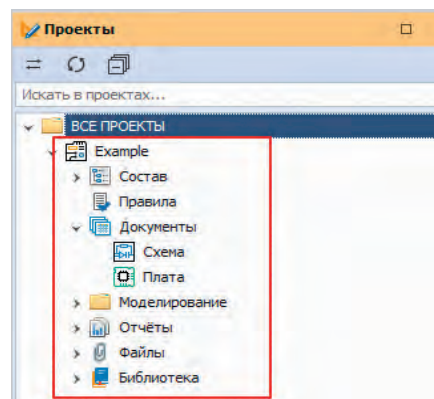 Проекты
Искать в проектах...
ВСЕ ПРОЕКТЫ
Example
Состав
Правила
Документы
Схема
Плата
Моделирование
Отчёты
Файлы
Библиотека